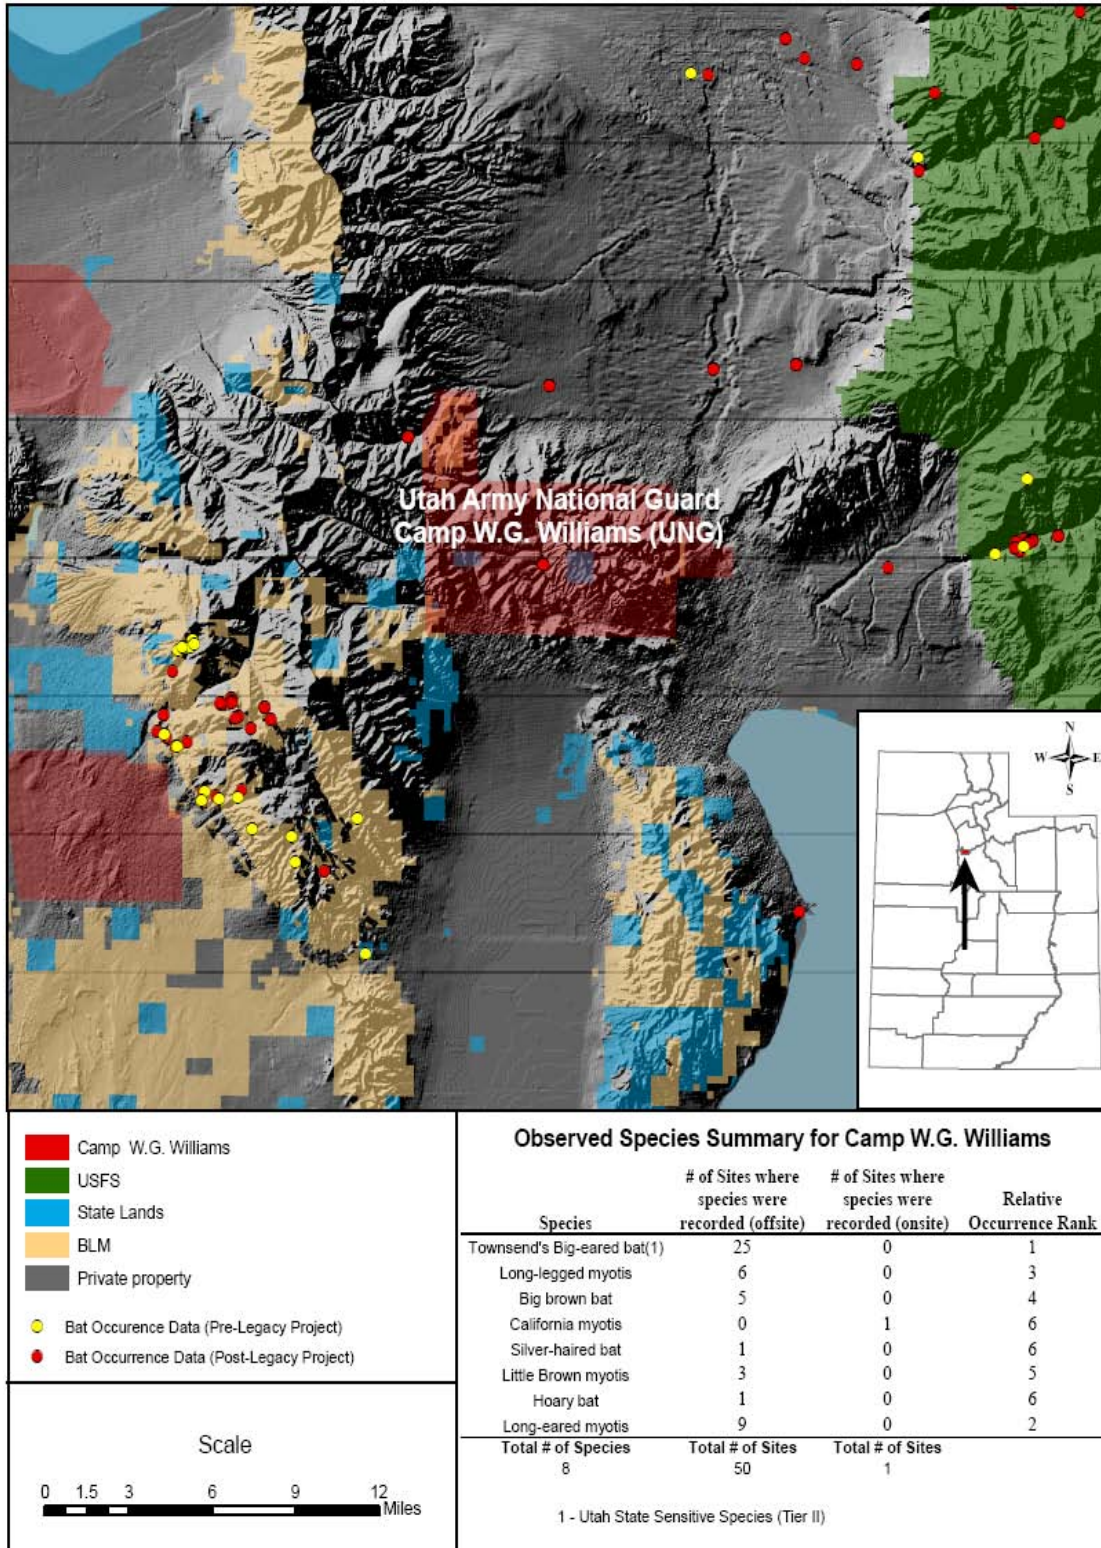 Utah Army National Guard
Camp W.G. Williams (UNG)
N
W E
S
Camp W.G. Williams
USFS
State Lands
BLM
Private property
Bat Occurence Data (Pre-Legacy Project)
Bat Occurrence Data (Post-Legacy Project)
Scale
0 1.5 3 6 9 12
Miles
Observed Species Summary for Camp W.G. Williams
# of Sites where # of Sites where
species were species were Relative
Species recorded (offsite) recorded (onsite) Occurrence Rank
Townsend's Big-eared bat(1) 25 0 1
Long-legged myotis 6 0 3
Big brown bat 5 0 4
California myotis 0 1 6
Silver-haired bat 1 0 6
Little Brown myotis 3 0 5
Hoary bat 1 0 6
Long-eared myotis 9 0 2
Total # of Species Total # of Sites Total # of Sites
8 50 1
1 - Utah State Sensitive Species (Tier II)